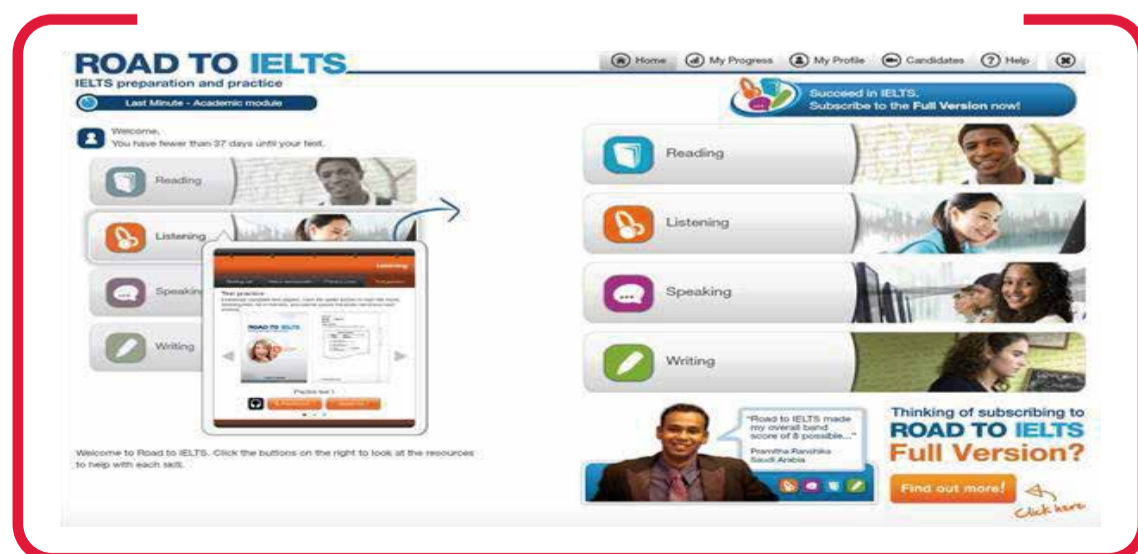 ROAD TO IELTS
IELTS preparation and practice
Last Minute - Academic module
Home
My Progress
My Profile
Candidates
Help
Succeed in IELTS.
Subscribe to the Full Version now!
Welcome,
You have fewer than 37 days until your test.
Reading
Listening
Speaking
Writing
Listening
Test practice
ROAD TO IELTS
Practice test 1
Welcome to Road to IELTS. Click the buttons on the right to look at the resources
to help with each skill.
Reading
Listening
Speaking
Writing
"Road to IELTS made
my overall band
score of 8 possible..."
Pramitha Ranshika
Saudi Arabia
Thinking of subscribing to
ROAD TO IELTS
Full Version?
Find out more!
Click here